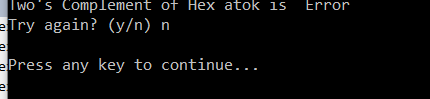 Two's Complement of Hex atok is  Error
Try again? (y/n) n
Press any key to continue...